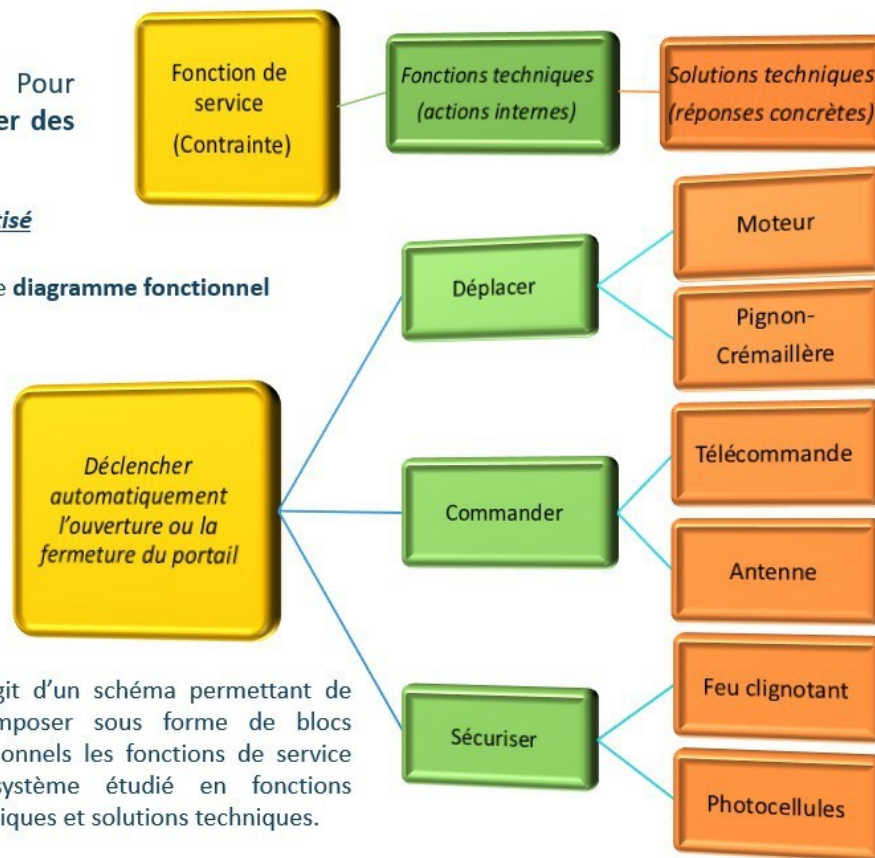 Pour
er des
tisé
e diagramme fonctionnel
Fonction de
service
(Contrainte)
Fonctions techniques
(actions internes)
Solutions techniques
(réponses concrètes)
Déclencher
automatiquement
l'ouverture ou la
fermeture du portail
Déplacer
Moteur
Pignon-
Crémaillère
Commander
Télécommande
Antenne
Sécuriser
Feu clignotant
Photocellules
git d'un schéma permettant de
mposer sous forme de blocs
onnels les fonctions de service
système étudié en fonctions
iques et solutions techniques.